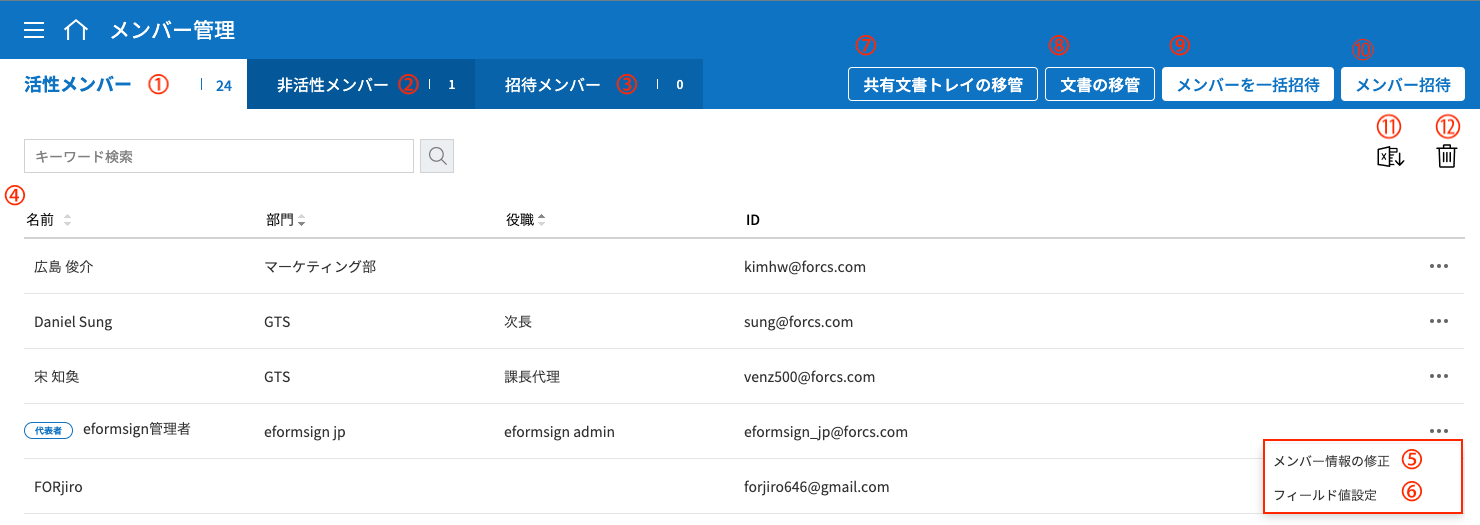 メンバー管理
⑦ ⑧ ⑨ ⑩
活性メンバー ① 24 非活性メンバー ② 1 招待メンバー ③ 0 共有文書トレイの移管 文書の移管 メンバーを一括招待 メンバー招待
⑪ ⑫
キーワード検索
④
名前 部門 役職 ID
広島 俊介 マーケティング部 kimhw@forcs.com
Daniel Sung GTS 次長 sung@forcs.com
宋 知奐 GTS 課長代理 venz500@forcs.com
代表者 eformsign管理者 eformsign jp eformsign admin eformsign_jp@forcs.com
メンバー情報の修正 ⑤
FORjiro forjiro646@gmail.com
フィールド値設定 ⑥